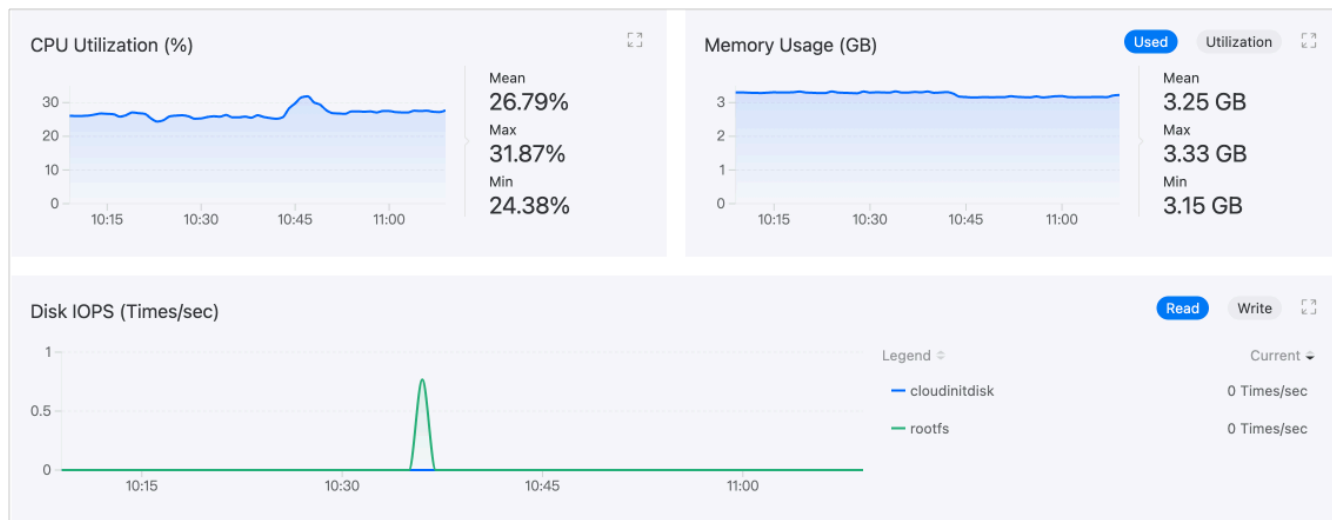 CPU Utilization (%)
30
20
10
0
10:15 10:30 10:45 11:00
Mean
26.79%
Max
31.87%
Min
24.38%
Memory Usage (GB)
Used Utilization
3
2
1
0
10:15 10:30 10:45 11:00
Mean
3.25 GB
Max
3.33 GB
Min
3.15 GB
Disk IOPS (Times/sec)
Read Write
1
0.5
0
10:15 10:30 10:45 11:00
Legend Current
cloudinitdisk 0 Times/sec
rootfs 0 Times/sec